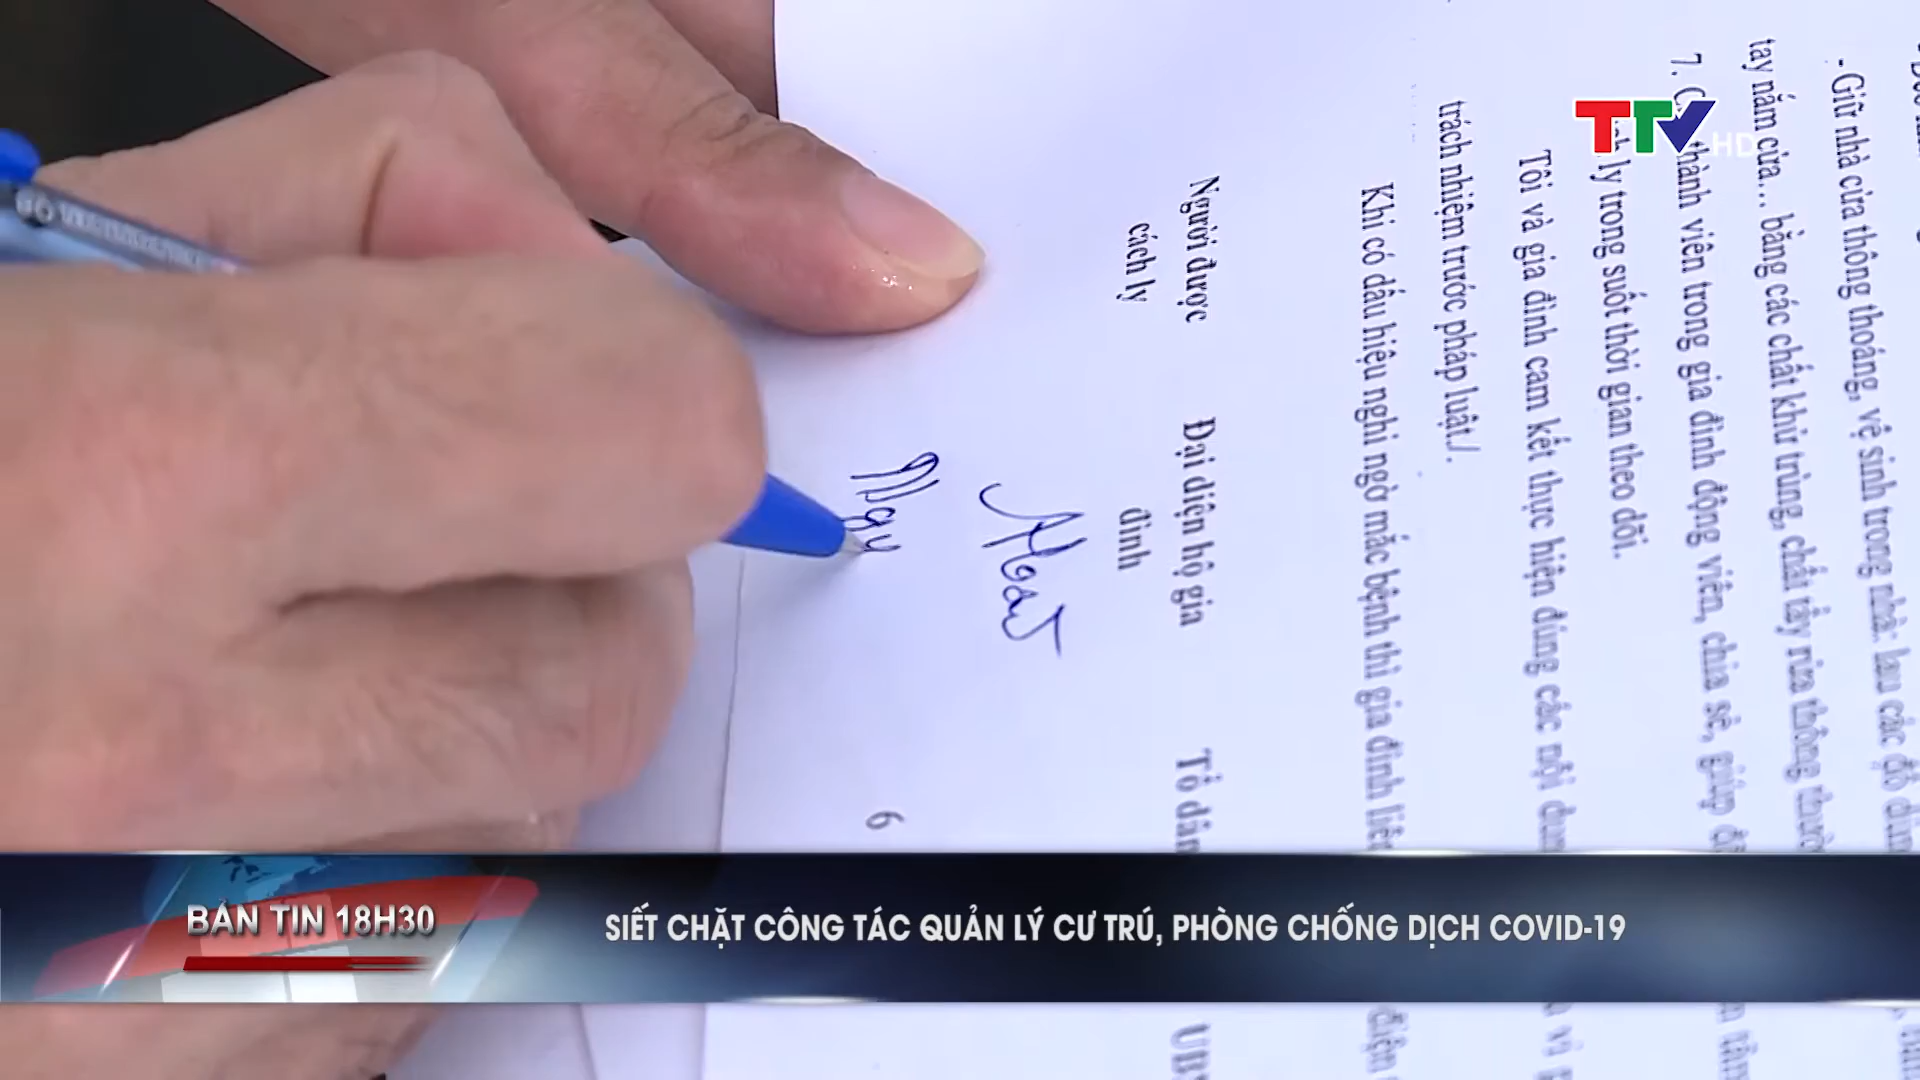 - Giữ nhà cửa thông thoáng, vệ sinh trong nhà: lau các đồ dùng
tay nắm cửa... bằng các chất khử trùng, chất tẩy rửa thông thườ
7. thành viên trong gia đình động viên, chia sẻ, giúp đỡ
ly trong suốt thời gian theo dõi.
Tôi và gia đình cam kết thực hiện đúng các nội dun
trách nhiệm trước pháp luật./.
Khi có dấu hiệu nghi ngờ mắc bệnh thì gia đình liê
Người được
cách ly
Đại diện hộ gia
đình
Tổ dân
Ngu
6
TTV HD
BẢN TIN 18H30
SIẾT CHẶT CÔNG TÁC QUẢN LÝ CƯ TRÚ, PHÒNG CHỐNG DỊCH COVID-19